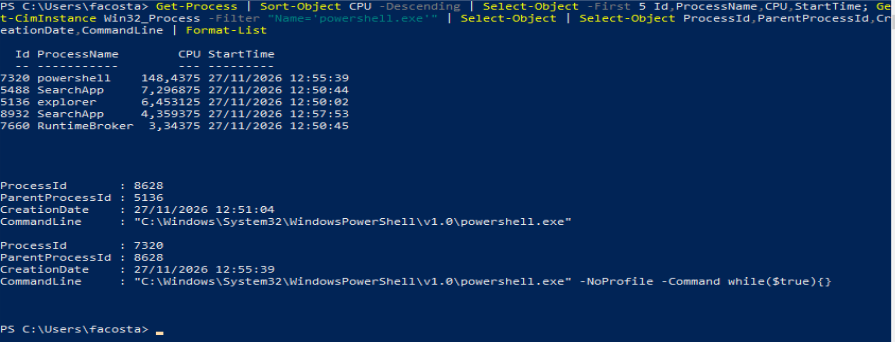 PS C:\Users\facosta> Get-Process | Sort-Object CPU -Descending | Select-Object -First 5 Id,ProcessName,CPU,StartTime; Ge
t-CimInstance Win32_Process -Filter "Name='powershell.exe'" | Select-Object | Select-Object ProcessId,ParentProcessId,Cr
eationDate,CommandLine | Format-List
Id ProcessName CPU StartTime
-- ----------- --- ---------
7320 powershell 148,4375 27/11/2026 12:55:39
5488 SearchApp 7,296875 27/11/2026 12:50:44
5136 explorer 6,453125 27/11/2026 12:50:02
8932 SearchApp 4,359375 27/11/2026 12:57:53
7660 RuntimeBroker 3,34375 27/11/2026 12:50:45
ProcessId : 8628
ParentProcessId : 5136
CreationDate : 27/11/2026 12:51:04
CommandLine : "C:\Windows\System32\WindowsPowerShell\v1.0\powershell.exe"
ProcessId : 7320
ParentProcessId : 8628
CreationDate : 27/11/2026 12:55:39
CommandLine : "C:\Windows\System32\WindowsPowerShell\v1.0\powershell.exe" -NoProfile -Command while($true){}
PS C:\Users\facosta> _